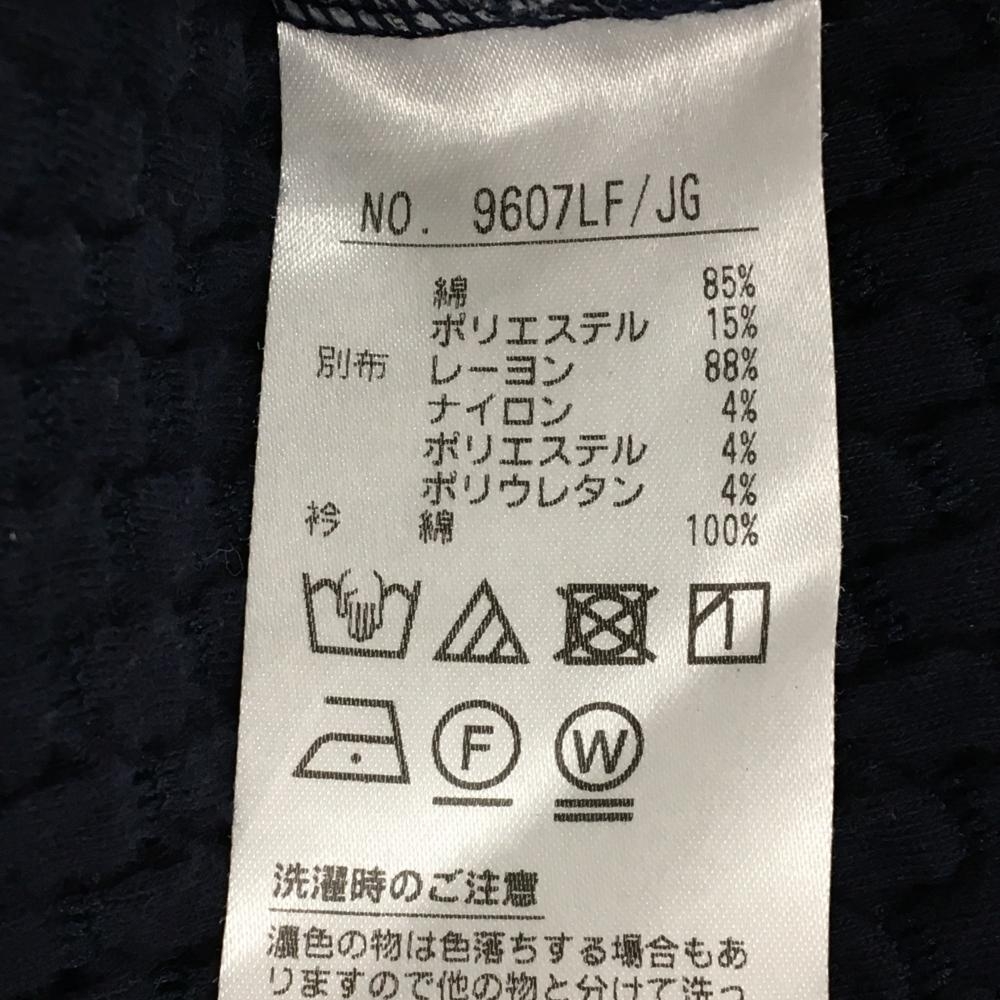 NO. 9607LF/JG
綿 85%
ポリエステル 15%
別布 レーヨン 88%
ナイロン 4%
ポリエステル 4%
ポリウレタン 4%
衿 綿 100%
F W
洗濯時のご注意
濃色の物は色落ちする場合もあ
りますので他の物と分けて洗っ